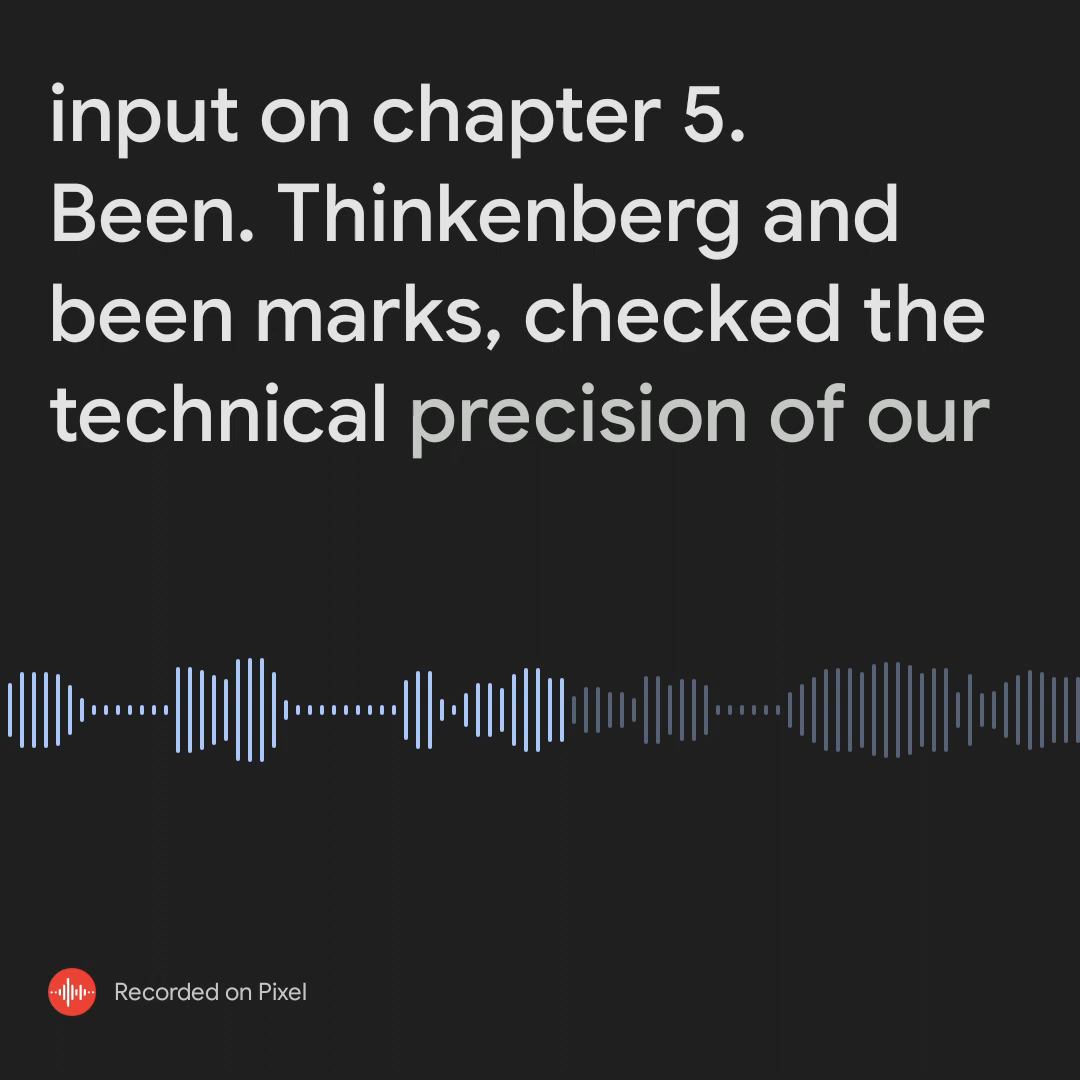 input on chapter 5.
Been. Thinkenberg and
been marks, checked the
technical precision of our
Recorded on Pixel